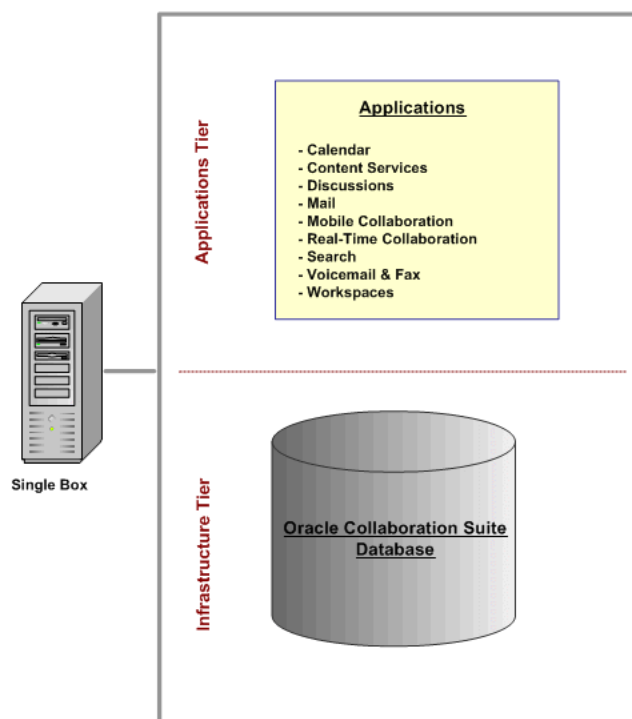 Applications Tier
Applications
- Calendar
- Content Services
- Discussions
- Mail
- Mobile Collaboration
- Real-Time Collaboration
- Search
- Voicemail & Fax
- Workspaces
Single Box
Infrastructure Tier
Oracle Collaboration Suite
Database